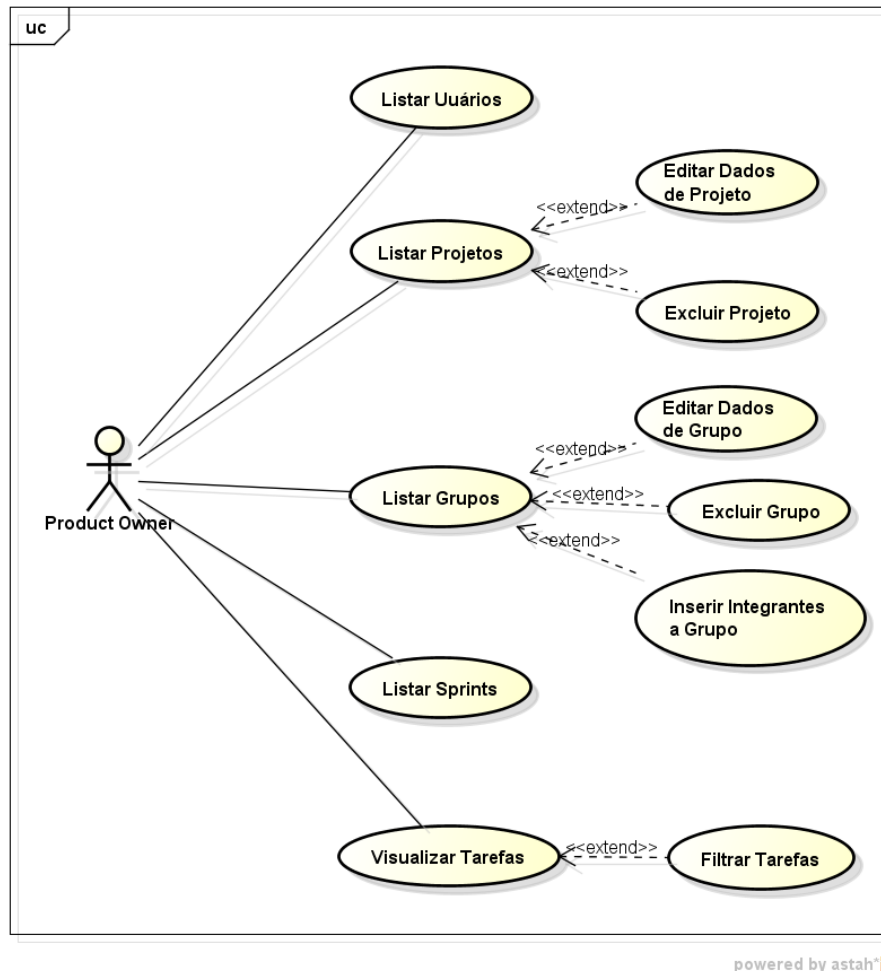 uc
Listar Uuários
Editar Dados
de Projeto
<<extend>>
Listar Projetos
<<extend>>
Excluir Projeto
Editar Dados
de Grupo
<<extend>>
Listar Grupos
<<extend>>
Excluir Grupo
Product Owner
<<extend>>
Inserir Integrantes
a Grupo
Listar Sprints
Visualizar Tarefas
<<extend>>
Filtrar Tarefas
powered by astah*